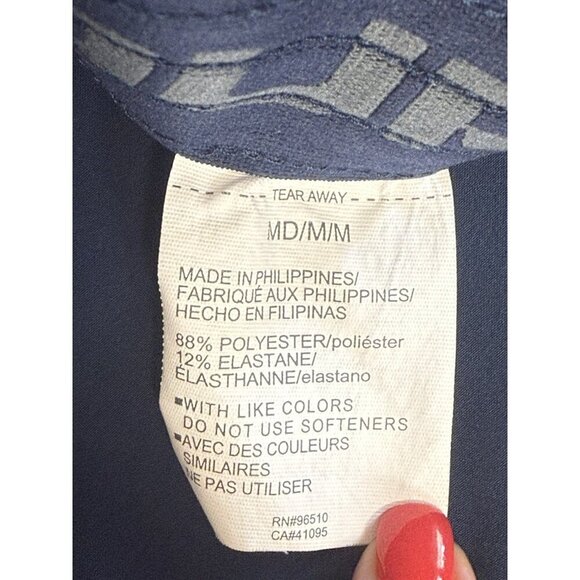 TEAR AWAY
MD/M/M
MADE IN PHILIPPINES/
FABRIQUÉ AUX PHILIPPINES/
HECHO EN FILIPINAS
88% POLYESTER/poliéster
12% ELASTANE/
ÉLASTHANNE/elastano
▪WITH LIKE COLORS
DO NOT USE SOFTENERS
▪AVEC DES COULEURS
SIMILAIRES
NE PAS UTILISER
RN#96510
CA#41095